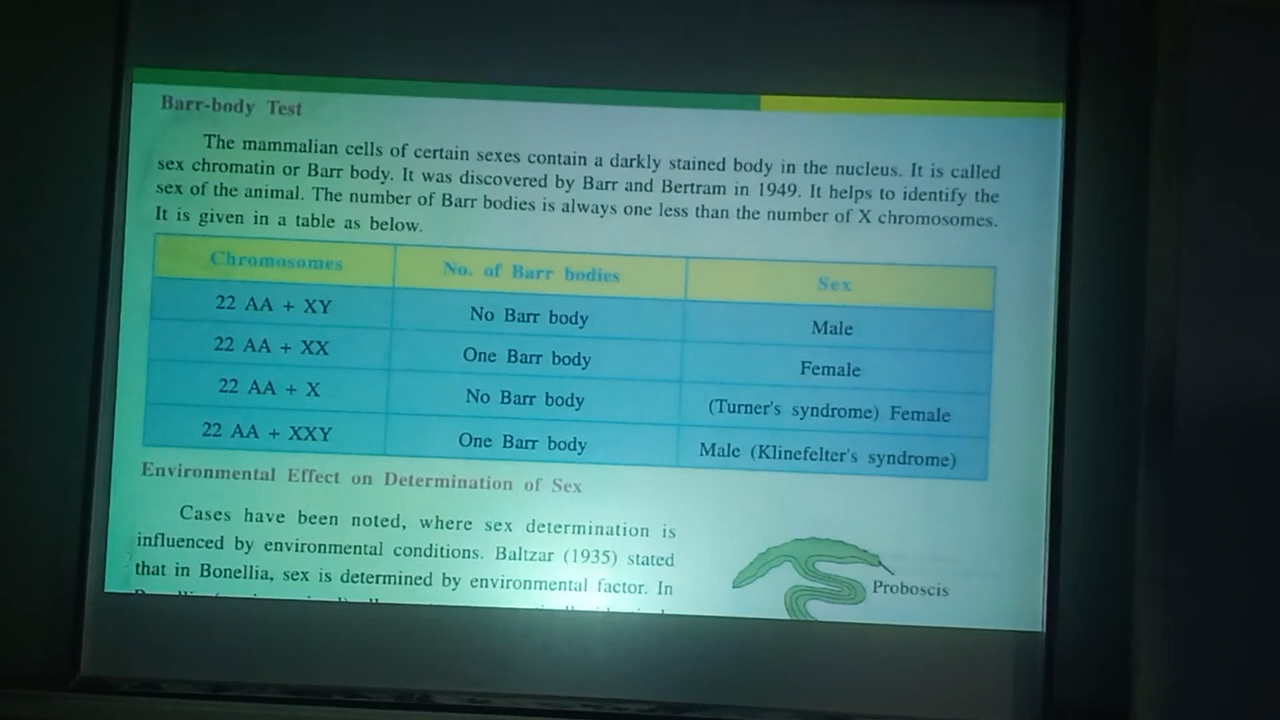 Barr-body Test
The mammalian cells of certain sexes contain a darkly stained body in the nucleus. It is called
sex chromatin or Barr body. It was discovered by Barr and Bertram in 1949. It helps to identify the
sex of the animal. The number of Barr bodies is always one less than the number of X chromosomes.
It is given in a table as below.
Chromosomes No. of Barr bodies Sex
22 AA + XY No Barr body Male
22 AA + XX One Barr body Female
22 AA + X No Barr body (Turner's syndrome) Female
22 AA + XXY One Barr body Male (Klinefelter's syndrome)
Environmental Effect on Determination of Sex
Cases have been noted, where sex determination is
influenced by environmental conditions. Baltzar (1935) stated
that in Bonellia, sex is determined by environmental factor. In
Proboscis